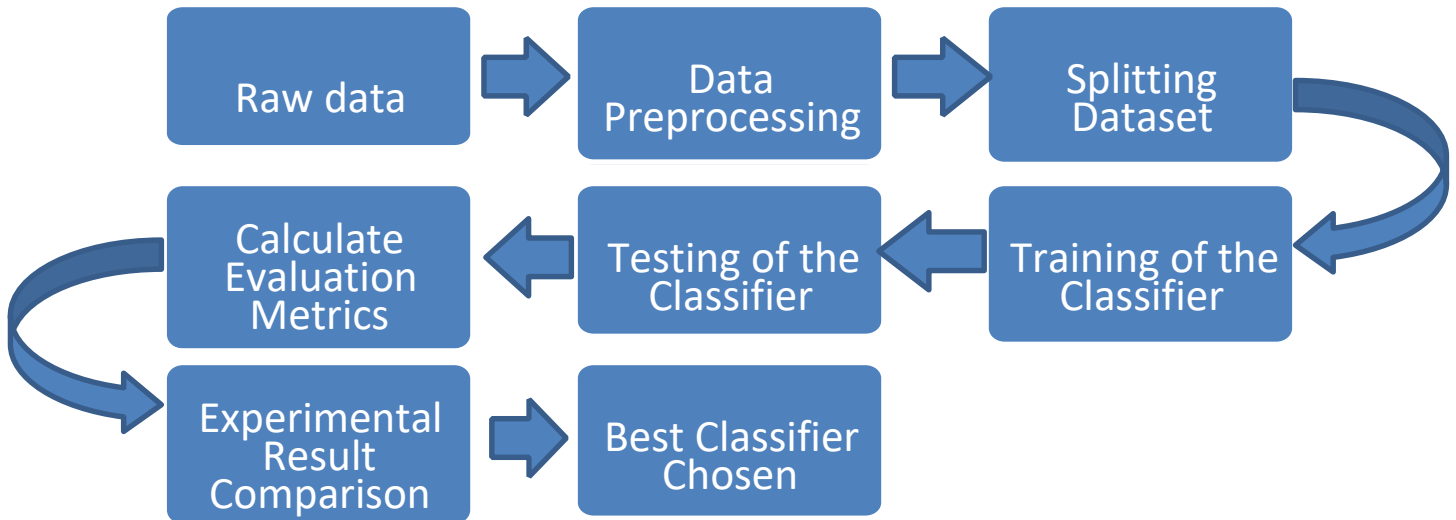 Raw data
Data
Preprocessing
Splitting
Dataset
Training of the
Classifier
Testing of the
Classifier
Calculate
Evaluation
Metrics
Experimental
Result
Comparison
Best Classifier
Chosen